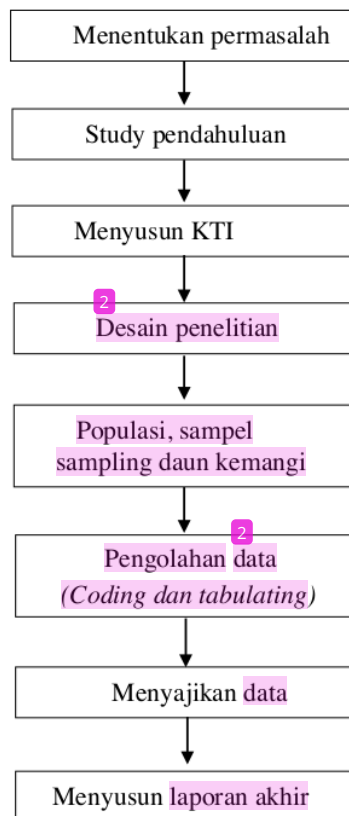 Menentukan permasalah
Study pendahuluan
Menyusun KTI
2
Desain penelitian
Populasi, sampel
sampling daun kemangi
2
Pengolahan data
(Coding dan tabulating)
Menyajikan data
Menyusun laporan akhir